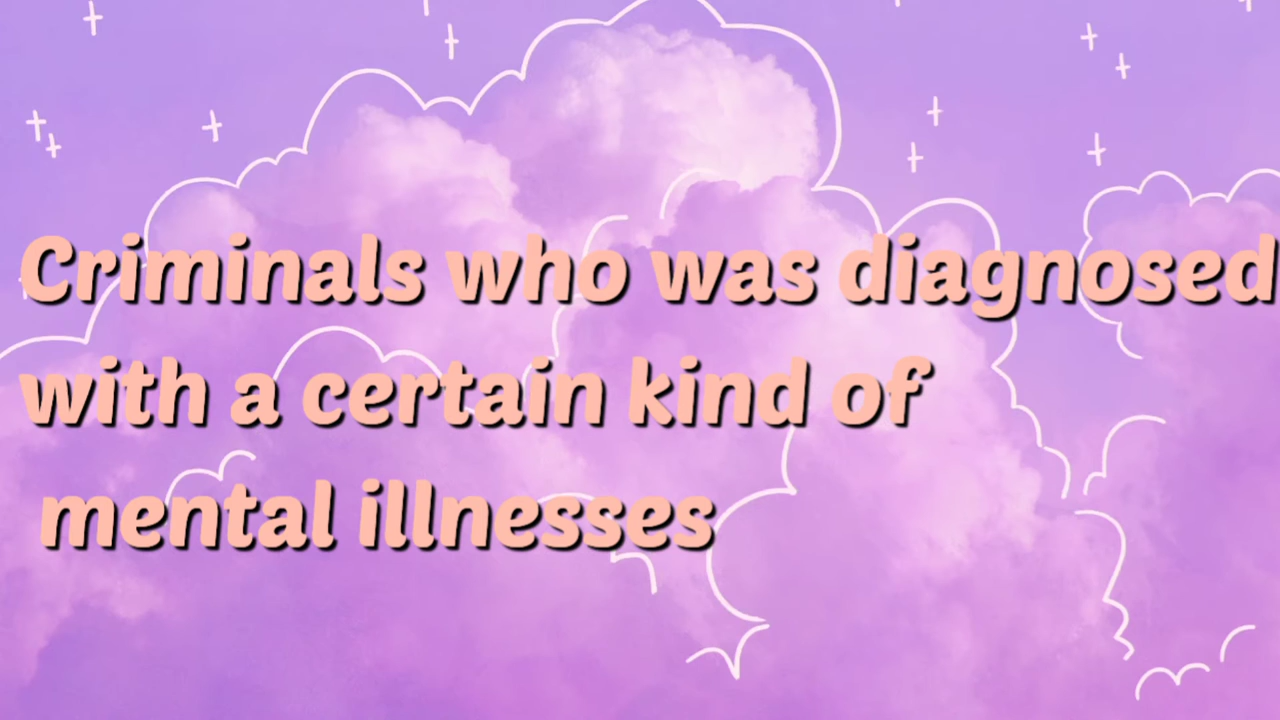 Criminals who was diagnosed
with a certain kind of
mental illnesses